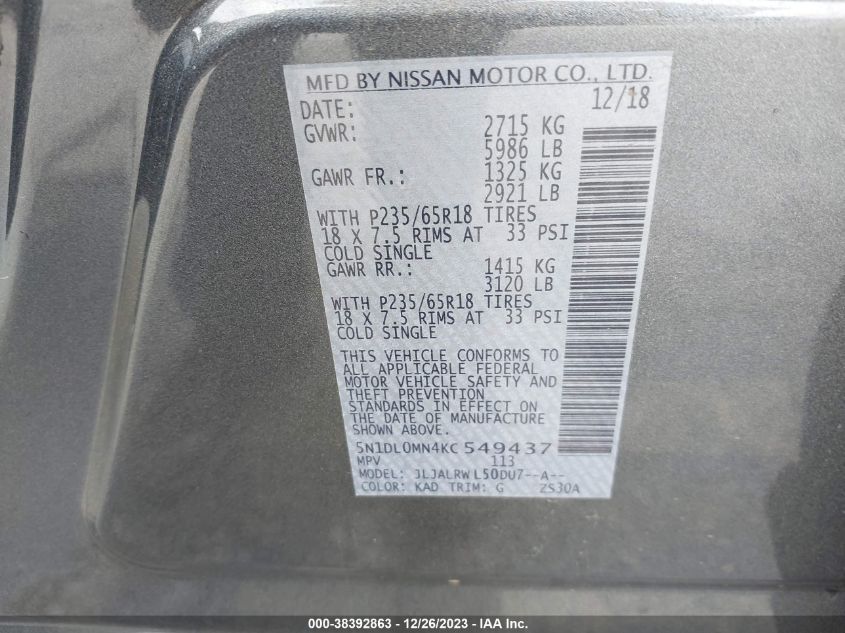 MFD BY NISSAN MOTOR CO., LTD.
DATE: 12/18
GVWR: 2715 KG
5986 LB
GAWR FR.: 1325 KG
2921 LB
WITH P235/65R18 TIRES
18 X 7.5 RIMS AT 33 PSI
COLD SINGLE
GAWR RR.: 1415 KG
3120 LB
WITH P235/65R18 TIRES
18 X 7.5 RIMS AT 33 PSI
COLD SINGLE
THIS VEHICLE CONFORMS TO
ALL APPLICABLE FEDERAL
MOTOR VEHICLE SAFETY AND
THEFT PREVENTION
STANDARDS IN EFFECT ON
THE DATE OF MANUFACTURE
SHOWN ABOVE.
5N1DL0MN4KC549437
MPV 113
MODEL: JLJALRWL50DU7--A--
COLOR: KAD TRIM: G 2S30A
000-38392863 - 12/26/2023 - Copyright © 2023 IAA Inc.